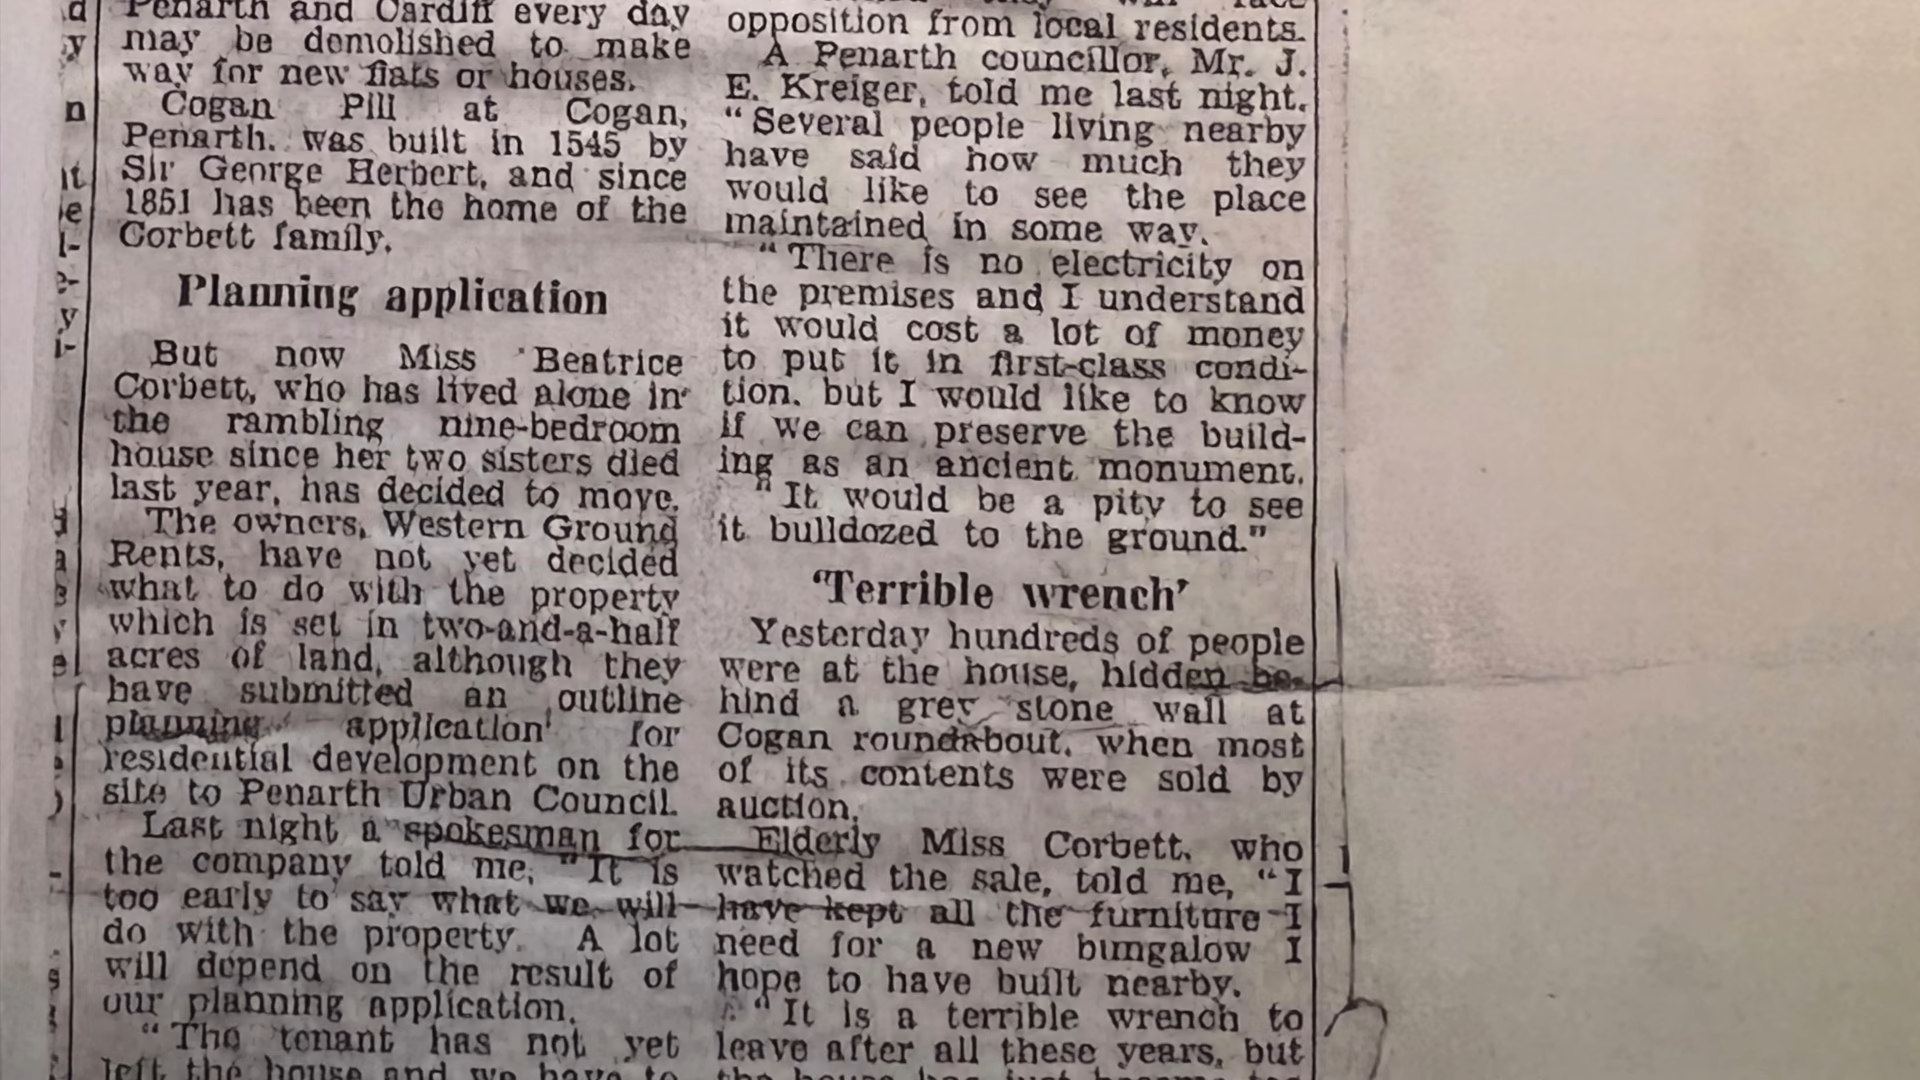 Penarth and Cardiff every day
may be demolished to make
way for new flats or houses.
Cogan Pill at Cogan,
Penarth, was built in 1545 by
Sir George Herbert, and since
1851 has been the home of the
Corbett family.
Planning application
But now Miss Beatrice
Corbett, who has lived alone in
the rambling nine-bedroom
house since her two sisters died
last year, has decided to move.
The owners, Western Ground
Rents, have not yet decided
what to do with the property
which is set in two-and-a-half
acres of land, although they
have submitted an outline
planning application for
residential development on the
site to Penarth Urban Council.
Last night a spokesman for
the company told me, "It is
too early to say what we will
do with the property. A lot
will depend on the result of
our planning application.
"The tenant has not yet
left the house and we have to
opposition from local residents.
A Penarth councillor, Mr. J.
E. Kreiger, told me last night,
"Several people living nearby
have said how much they
would like to see the place
maintained in some way.
"There is no electricity on
the premises and I understand
it would cost a lot of money
to put it in first-class condi-
tion, but I would like to know
if we can preserve the build-
ing as an ancient monument.
"It would be a pity to see
it bulldozed to the ground."
'Terrible wrench'
Yesterday hundreds of people
were at the house, hidden be-
hind a grey stone wall at
Cogan roundabout, when most
of its contents were sold by
auction.
Elderly Miss Corbett, who
watched the sale, told me, "I
have kept all the furniture I
need for a new bungalow I
hope to have built nearby.
"It is a terrible wrench to
leave after all these years, but